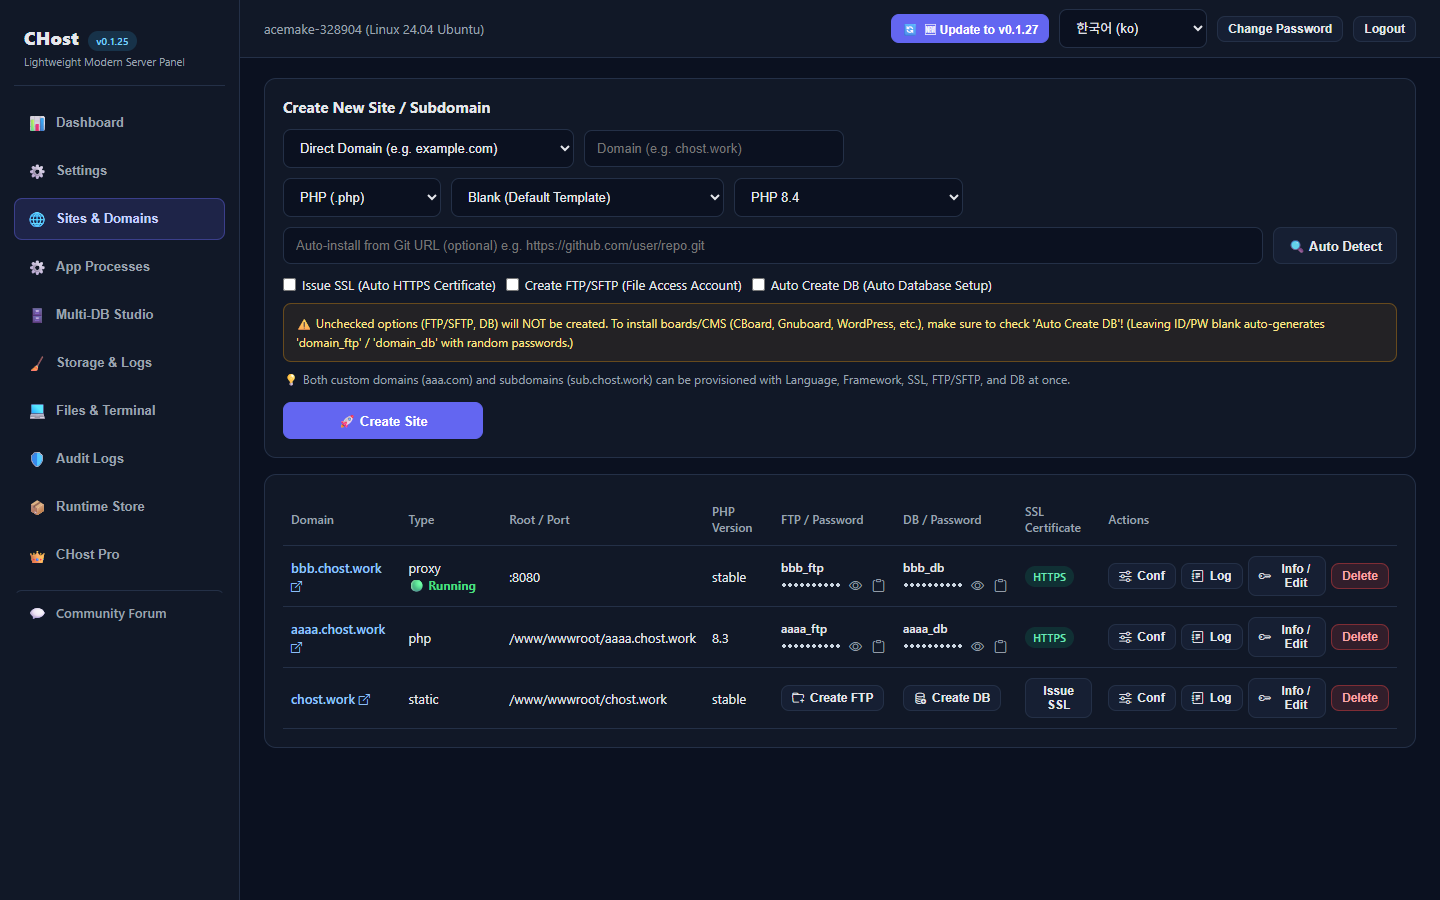 CHost v0.1.25
Lightweight Modern Server Panel
Dashboard
Settings
Sites & Domains
App Processes
Multi-DB Studio
Storage & Logs
Files & Terminal
Audit Logs
Runtime Store
CHost Pro
Community Forum
acemake-328904 (Linux 24.04 Ubuntu)
Update to v0.1.27
한국어 (ko)
Change Password
Logout
Create New Site / Subdomain
Direct Domain (e.g. example.com)
Domain (e.g. chost.work)
PHP (.php)
Blank (Default Template)
PHP 8.4
Auto-install from Git URL (optional) e.g. https://github.com/user/repo.git
Auto Detect
Issue SSL (Auto HTTPS Certificate)
Create FTP/SFTP (File Access Account)
Auto Create DB (Auto Database Setup)
⚠️ Unchecked options (FTP/SFTP, DB) will NOT be created. To install boards/CMS (CBoard, Gnuboard, WordPress, etc.), make sure to check 'Auto Create DB'! (Leaving ID/PW blank auto-generates
'domain_ftp' / 'domain_db' with random passwords.)
💡 Both custom domains (aaa.com) and subdomains (sub.chost.work) can be provisioned with Language, Framework, SSL, FTP/SFTP, and DB at once.
🚀 Create Site
Domain
Type
Root / Port
PHP
Version
FTP / Password
DB / Password
SSL
Certificate
Actions
bbb.chost.work
proxy
Running
:8080
stable
bbb_ftp
••••••••••
bbb_db
••••••••••
HTTPS
Conf
Log
Info /
Edit
Delete
aaaa.chost.work
php
/www/wwwroot/aaaa.chost.work
8.3
aaaa_ftp
••••••••••
aaaa_db
••••••••••
HTTPS
Conf
Log
Info /
Edit
Delete
chost.work
static
/www/wwwroot/chost.work
stable
Create FTP
Create DB
Issue
SSL
Conf
Log
Info /
Edit
Delete